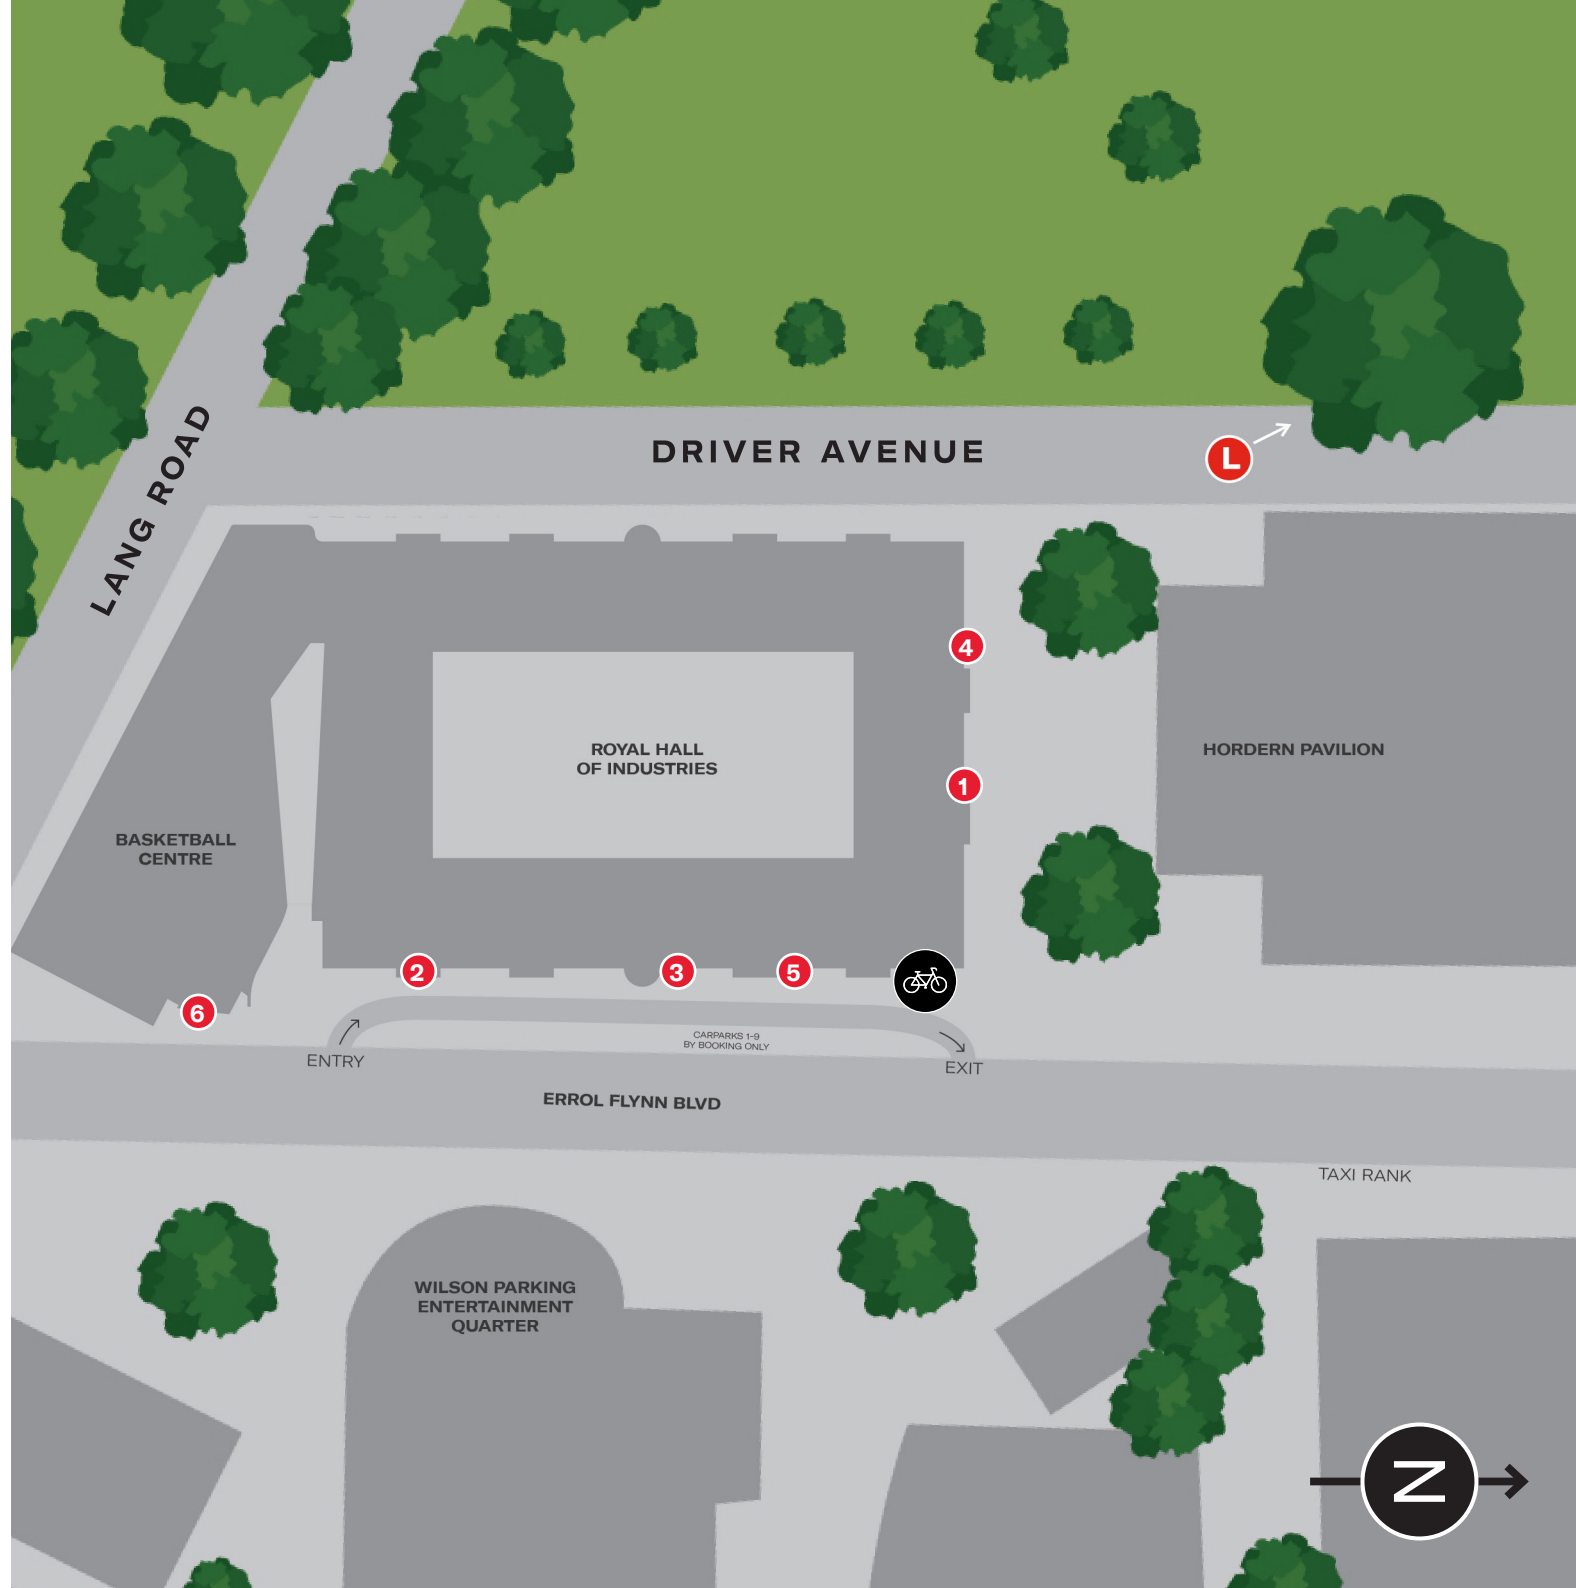 LANG ROAD
DRIVER AVENUE
L
4
ROYAL HALL
OF INDUSTRIES
HORDERN PAVILION
1
BASKETBALL
CENTRE
2
3
5
6
CARPARKS 1-9
BY BOOKING ONLY
ENTRY
EXIT
ERROL FLYNN BLVD
TAXI RANK
WILSON PARKING
ENTERTAINMENT
QUARTER
N